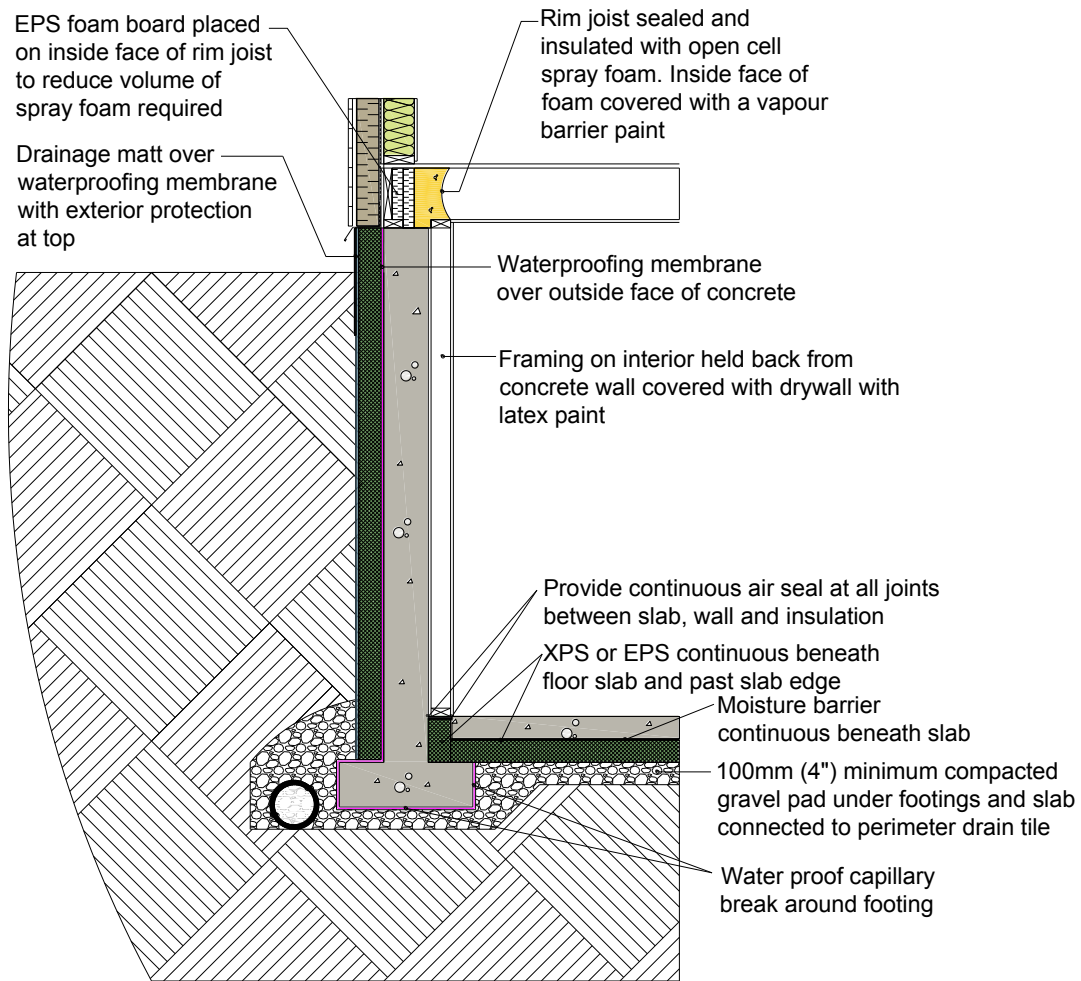 EPS foam board placed
on inside face of rim joist
to reduce volume of
spray foam required
Rim joist sealed and
insulated with open cell
spray foam. Inside face of
foam covered with a vapour
barrier paint
Drainage matt over
waterproofing membrane
with exterior protection
at top
Waterproofing membrane
over outside face of concrete
Framing on interior held back from
concrete wall covered with drywall with
latex paint
Provide continuous air seal at all joints
between slab, wall and insulation
XPS or EPS continuous beneath
floor slab and past slab edge
Moisture barrier
continuous beneath slab
100mm (4") minimum compacted
gravel pad under footings and slab
connected to perimeter drain tile
Water proof capillary
break around footing